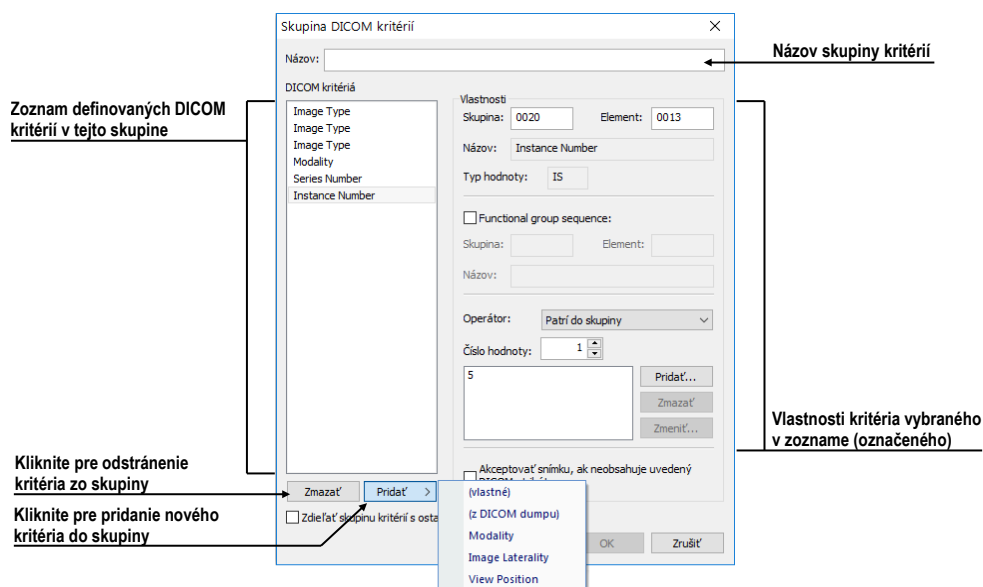 Skupina DICOM kritérií
Názov:
Názov skupiny kritérií
DICOM kritériá
Zoznam definovaných DICOM
kritérií v tejto skupine
Image Type
Image Type
Image Type
Modality
Series Number
Instance Number
Vlastnosti
Skupina: 0020 Element: 0013
Názov: Instance Number
Typ hodnoty: IS
Functional group sequence:
Skupina: Element:
Názov:
Operátor: Patrí do skupiny
Číslo hodnoty: 1
5
Pridať...
Zmazať
Zmeniť...
Vlastnosti kritéria vybraného
v zozname (označeného)
Akceptovať snímku, ak neobsahuje uvedený
Kliknite pre odstránenie
kritéria zo skupiny
Zmazať Pridať >
Kliknite pre pridanie nového
kritéria do skupiny
Zdieľať skupinu kritérií s osta
(vlastné)
(z DICOM dumpu)
Modality
Image Laterality
View Position
OK Zrušiť